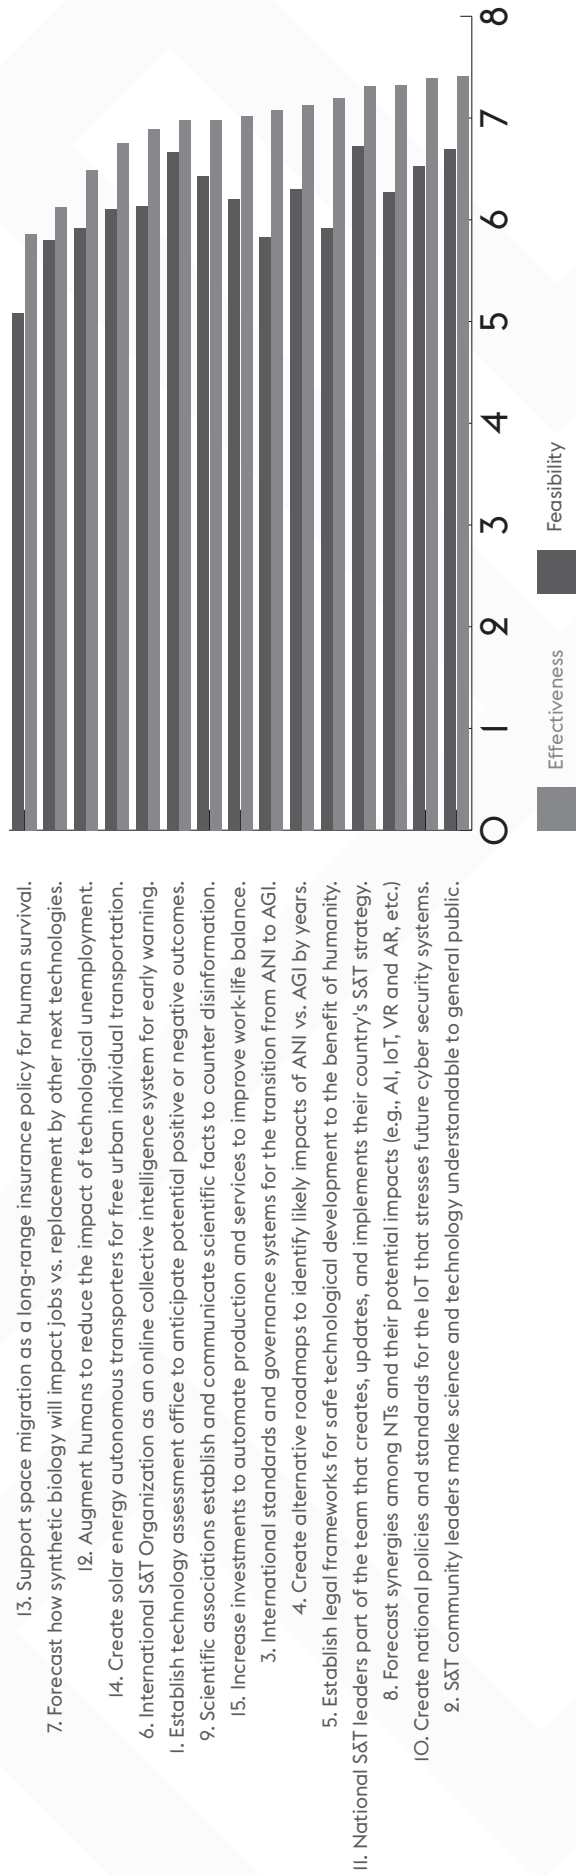 13. Support space migration as a long-range insurance policy for human survival.
7. Forecast how synthetic biology will impact jobs vs. replacement by other next technologies.
12. Augment humans to reduce the impact of technological unemployment.
14. Create solar energy autonomous transporters for free urban individual transportation.
6. International S&T Organization as an online collective intelligence system for early warning.
1. Establish technology assessment office to anticipate potential positive or negative outcomes.
9. Scientific associations establish and communicate scientific facts to counter disinformation.
15. Increase investments to automate production and services to improve work-life balance.
3. International standards and governance systems for the transition from ANI to AGI.
4. Create alternative roadmaps to identify likely impacts of ANI vs. AGI by years.
5. Establish legal frameworks for safe technological development to the benefit of humanity.
11. National S&T leaders part of the team that creates, updates, and implements their country's S&T strategy.
8. Forecast synergies among NTs and their potential impacts (e.g., AI, IoT, VR and AR, etc.)
10. Create national policies and standards for the IoT that stresses future cyber security systems.
2. S&T community leaders make science and technology understandable to general public.
0 1 2 3 4 5 6 7 8
Effectiveness Feasibility